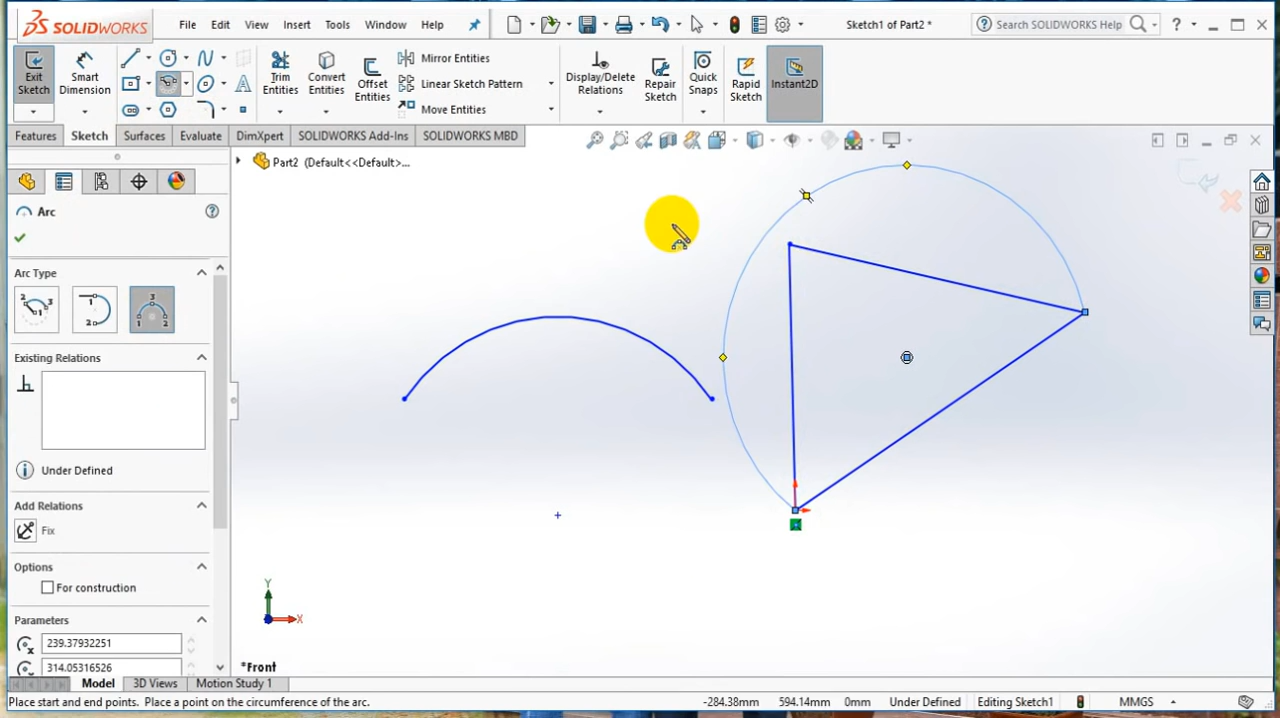 SOLIDWORKS
File Edit View Insert Tools Window Help
Sketch1 of Part2 *
Search SOLIDWORKS Help
?
Exit Sketch
Smart Dimension
Trim Entities
Convert Entities
Offset Entities
Mirror Entities
Linear Sketch Pattern
Move Entities
Display/Delete Relations
Repair Sketch
Quick Snaps
Rapid Sketch
Instant2D
Features Sketch Surfaces Evaluate DimXpert SOLIDWORKS Add-Ins SOLIDWORKS MBD
Part2 (Default<<Default>...
Arc
Arc Type
Existing Relations
Under Defined
Add Relations
Fix
Options
For construction
Parameters
239.37932251
314.05316526
Y
X
*Front
Model 3D Views Motion Study 1
Place start and end points. Place a point on the circumference of the arc.
-284.38mm 594.14mm 0mm Under Defined Editing Sketch1 MMGS